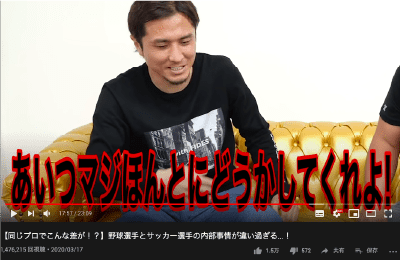 あいつマジほんとにどうかしてくれよ!
17:57 / 23:09
【同じプロでこんな差が！？】野球選手とサッカー選手の内部事情が違い過ぎる...！
1,476,215 回視聴・2020/03/17
1.5万 672 共有 保存